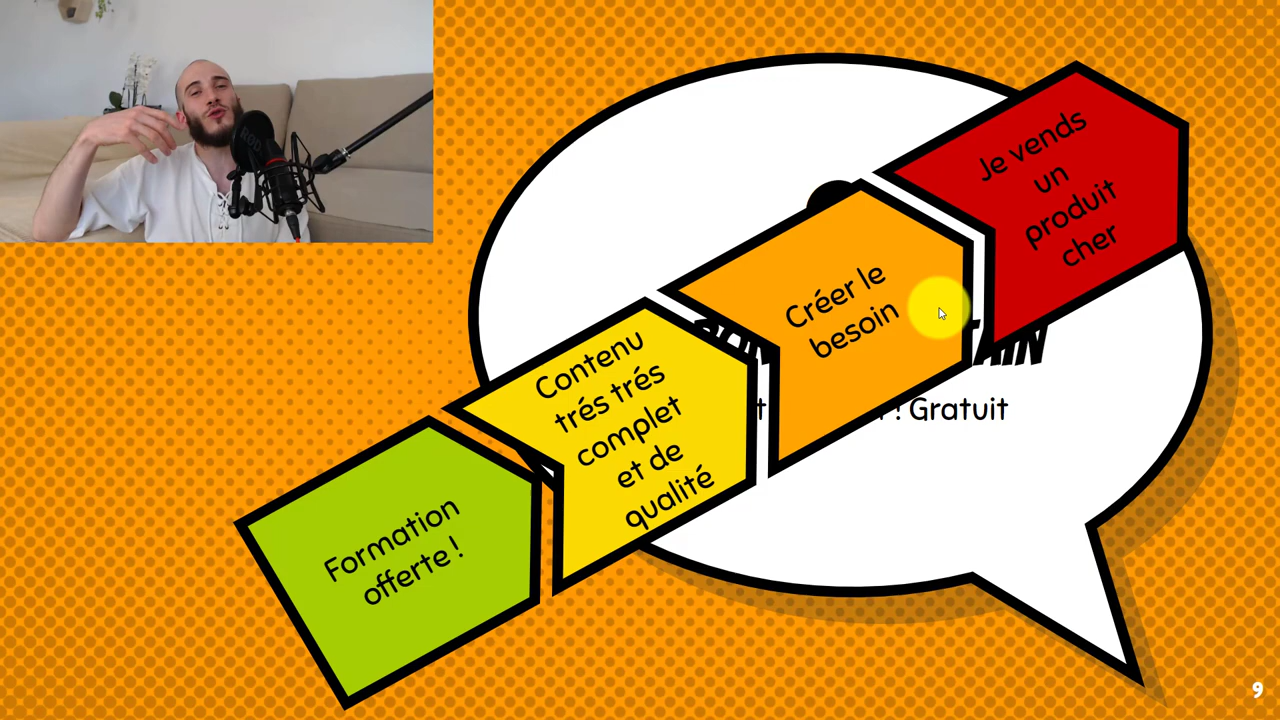 Je vends
un
produit
cher
Créer le
besoin
Contenu
trés trés
complet
et de
qualité
! Gratuit
Formation
offerte !
9